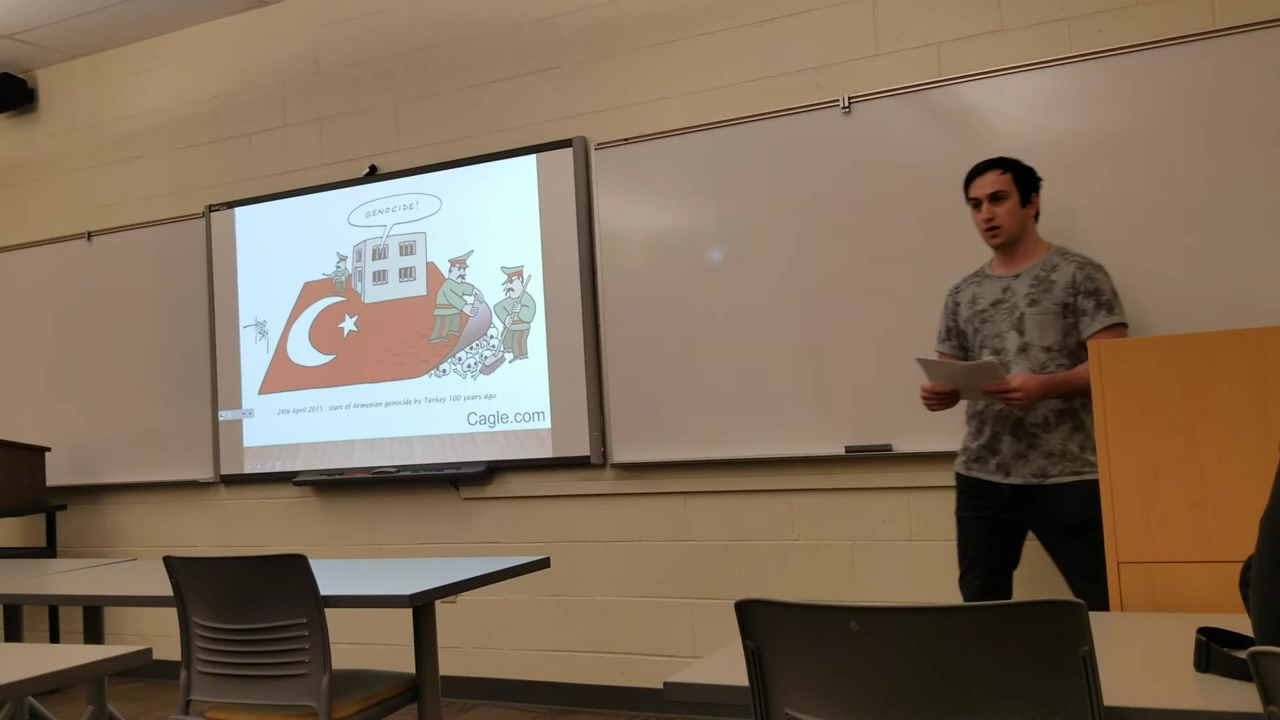 GENOCIDE!
24th April 2015 : start of Armenian genocide by Turkey 100 years ago
Cagle.com